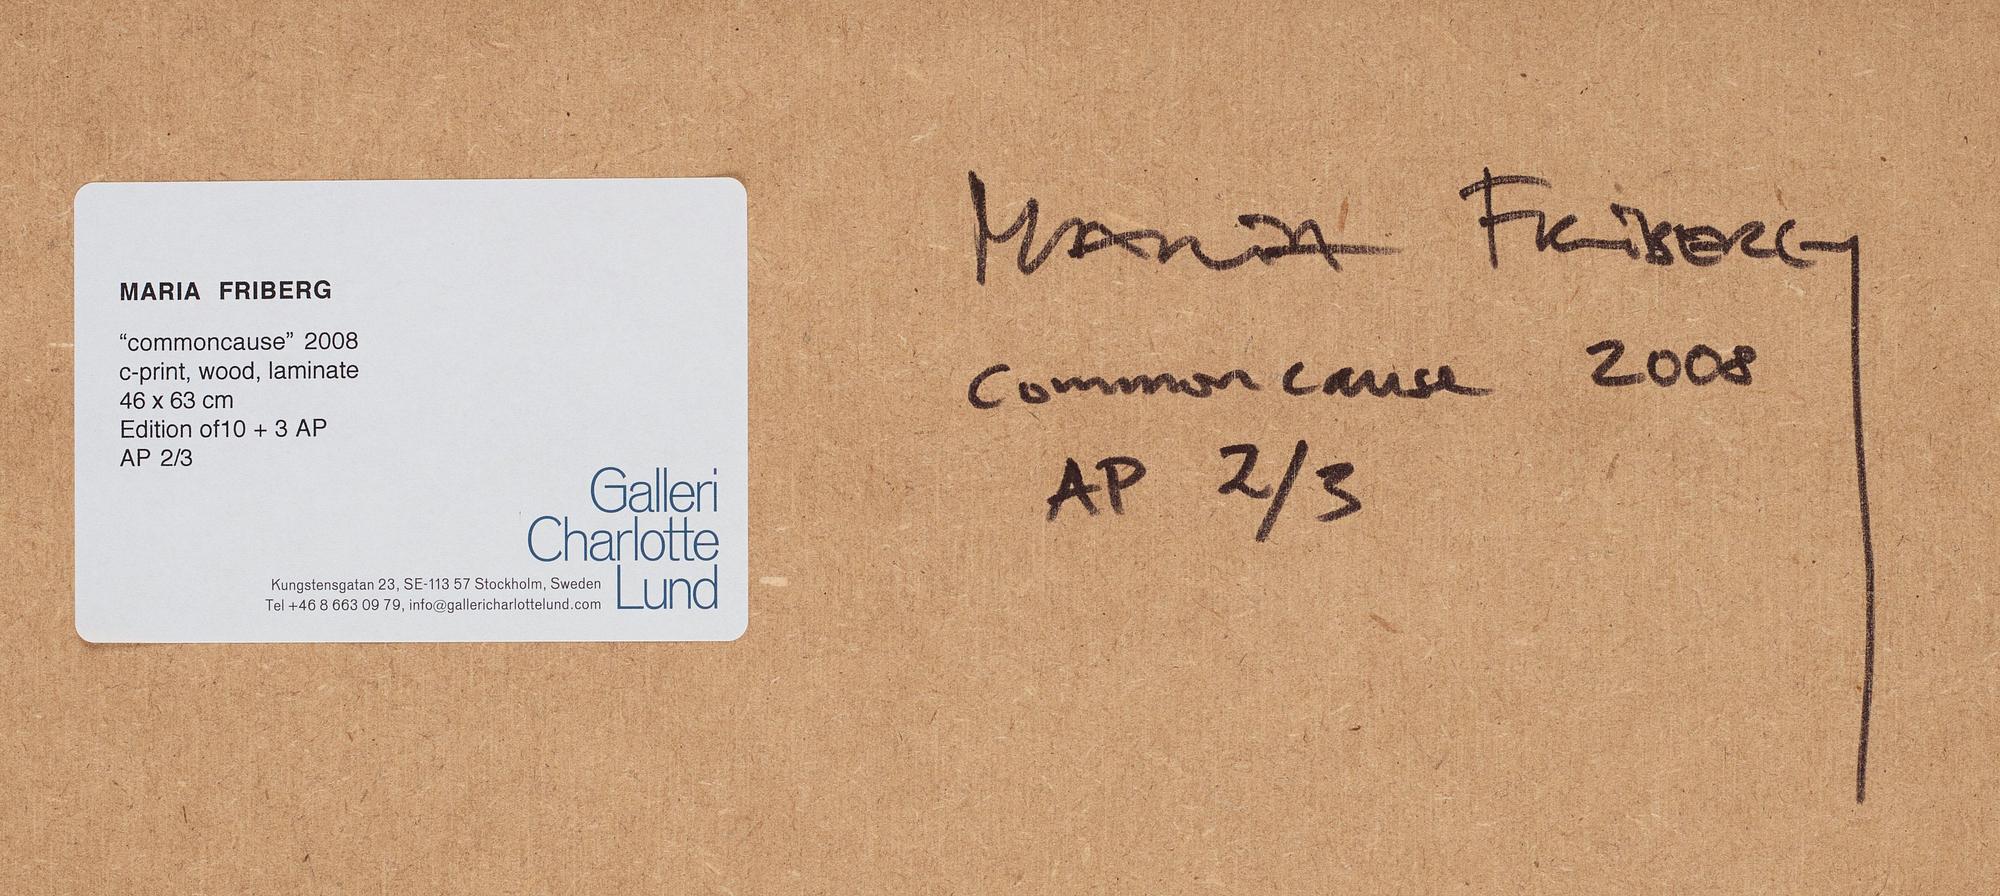 MARIA FRIBERG
“commoncause” 2008
c-print, wood, laminate
46 x 63 cm
Edition of10 + 3 AP
AP 2/3
Galleri
Charlotte
Lund
Kungstensgatan 23, SE-113 57 Stockholm, Sweden
Tel +46 8 663 09 79, info@gallericharlottelund.com
MARIA FRIBERG
Common cause 2008
AP 2/3